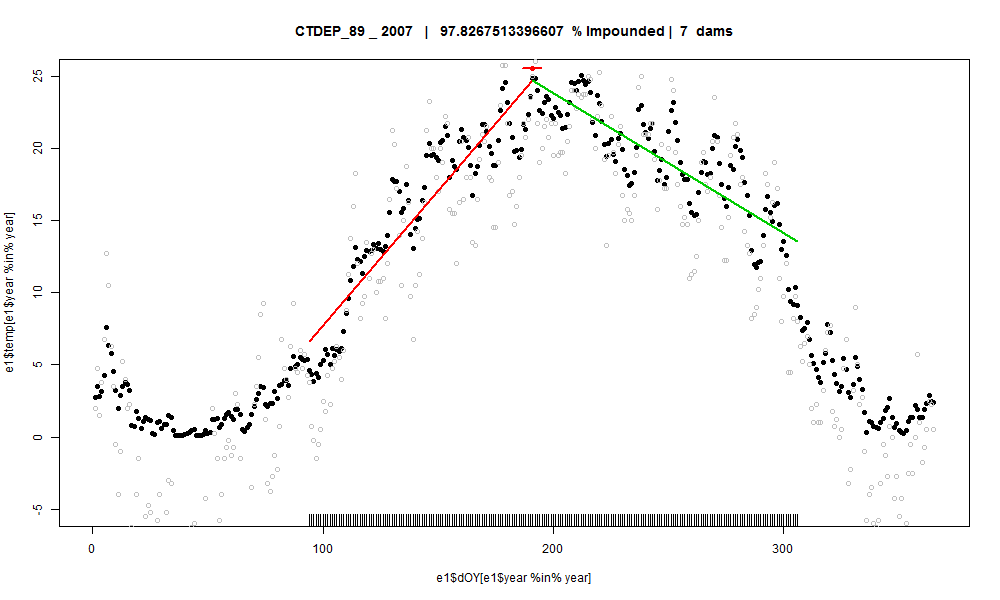 CTDEP_89 _ 2007 | 97.8267513396607 % Impounded | 7 dams
e1$temp[e1$year %in% year]
25
20
15
10
5
0
-5
0 100 200 300
e1$dOY[e1$year %in% year]